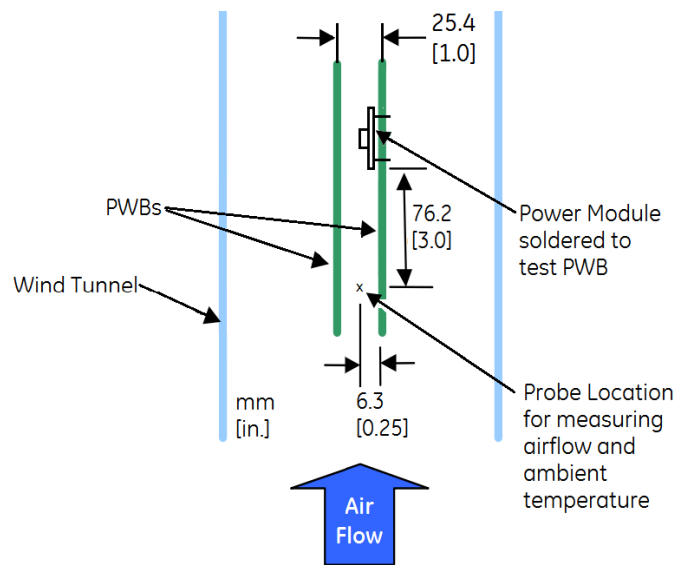 25.4
[1.0]
PWBs
76.2
[3.0]
Power Module
soldered to
test PWB
Wind Tunnel
x
mm
[in.]
6.3
[0.25]
Probe Location
for measuring
airflow and
ambient
temperature
Air
Flow